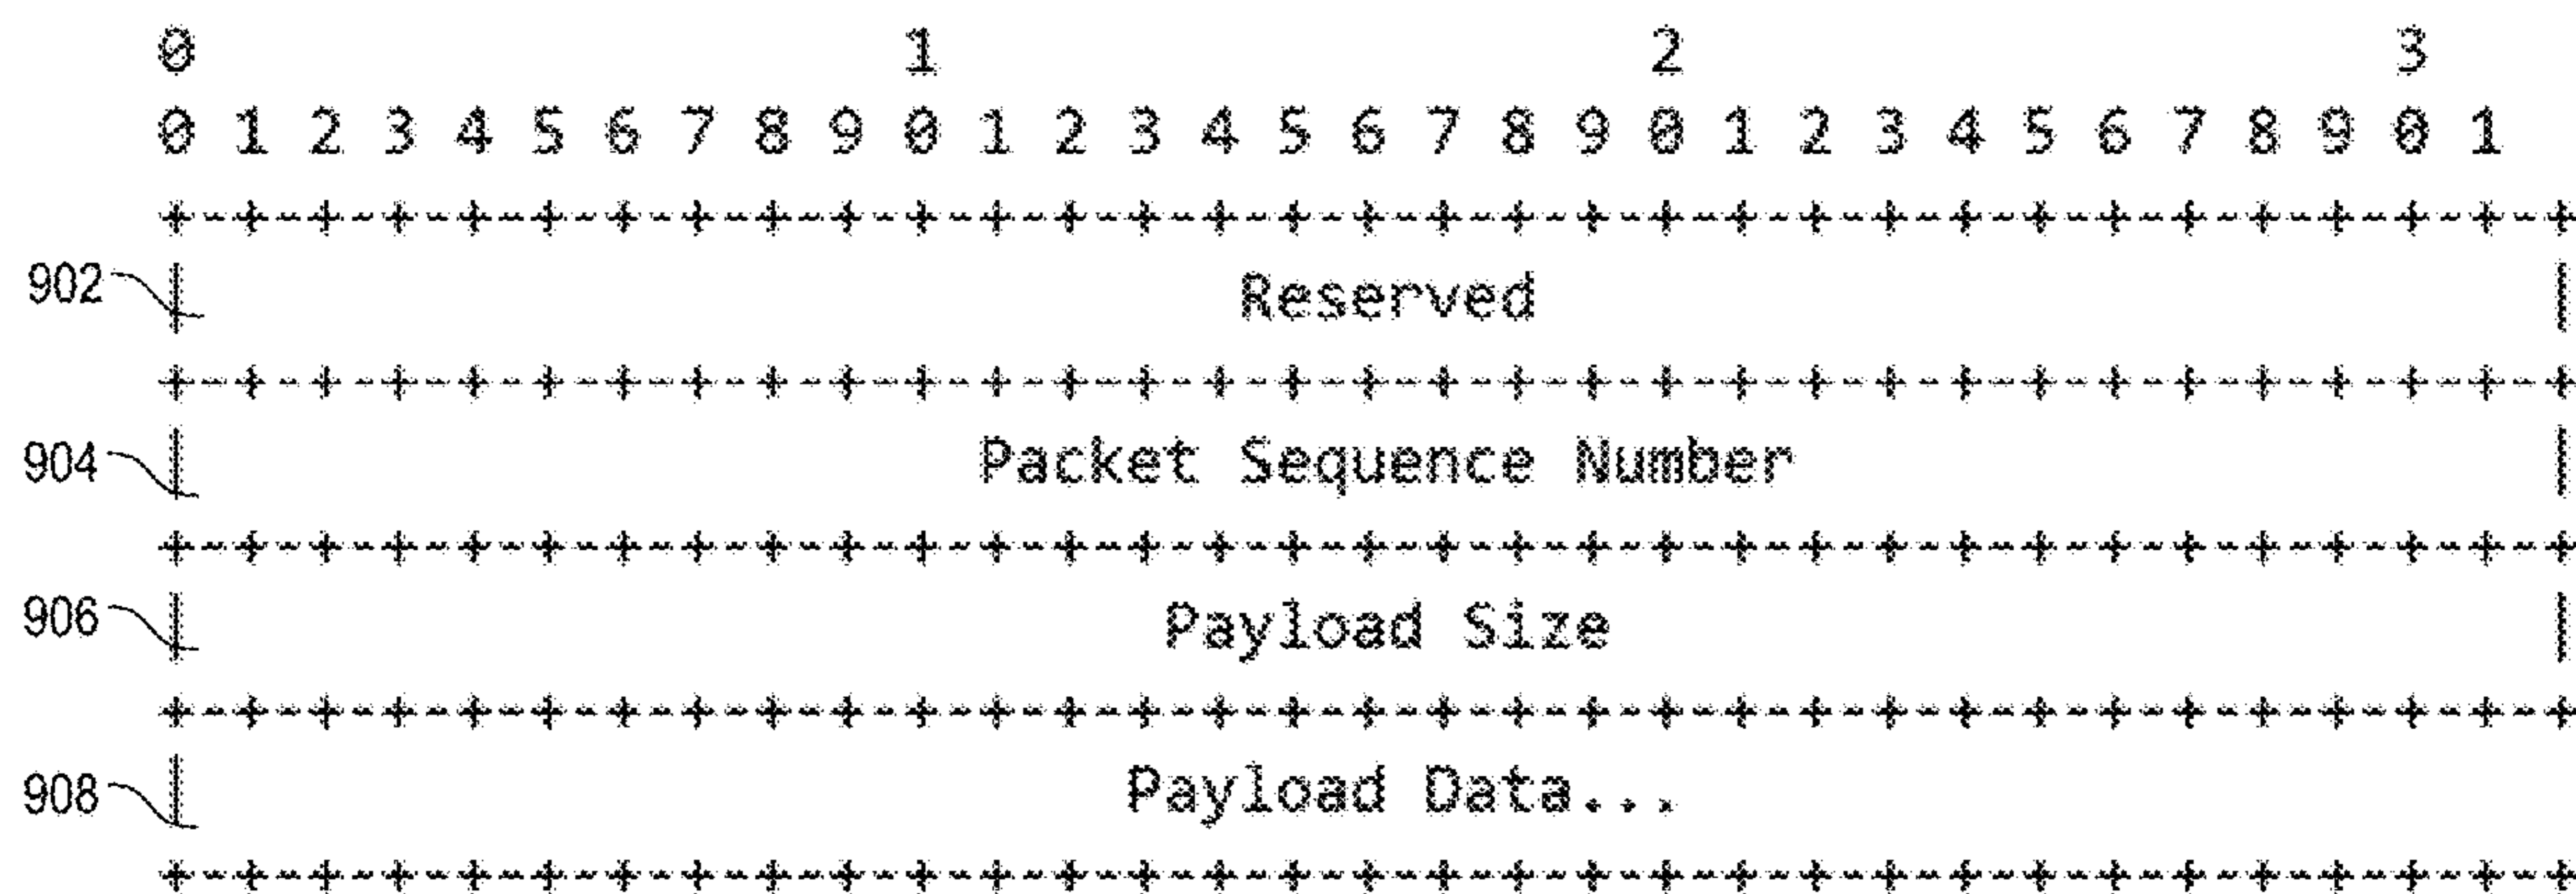 0                   1                   2                   3
0 1 2 3 4 5 6 7 8 9 0 1 2 3 4 5 6 7 8 9 0 1 2 3 4 5 6 7 8 9 0 1
+-+-+-+-+-+-+-+-+-+-+-+-+-+-+-+-+-+-+-+-+-+-+-+-+-+-+-+-+-+-+-+-+
902 | Reserved |
+-+-+-+-+-+-+-+-+-+-+-+-+-+-+-+-+-+-+-+-+-+-+-+-+-+-+-+-+-+-+-+-+
904 | Packet Sequence Number |
+-+-+-+-+-+-+-+-+-+-+-+-+-+-+-+-+-+-+-+-+-+-+-+-+-+-+-+-+-+-+-+-+
906 | Payload Size |
+-+-+-+-+-+-+-+-+-+-+-+-+-+-+-+-+-+-+-+-+-+-+-+-+-+-+-+-+-+-+-+-+
908 | Payload Data...
+-+-+-+-+-+-+-+-+-+-+-+-+-+-+-+-+-+-+-+-+-+-+-+-+-+-+-+-+-+-+-+-+